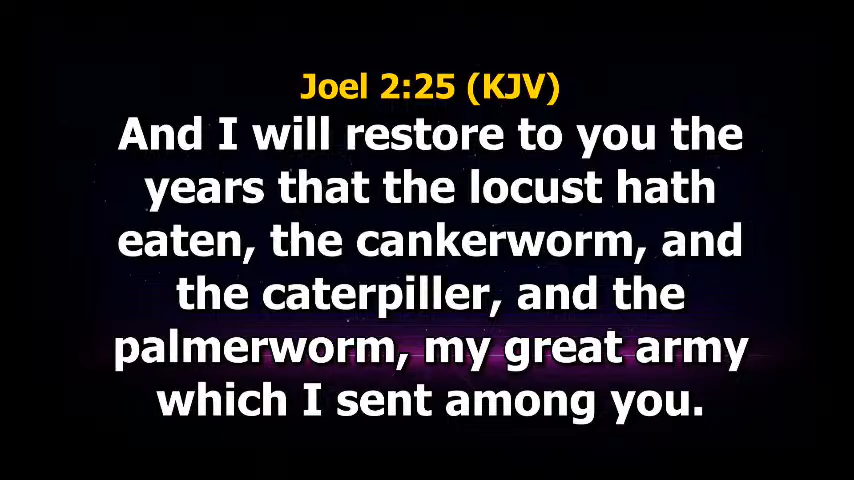 Joel 2:25 (KJV)
And I will restore to you the
years that the locust hath
eaten, the cankerworm, and
the caterpiller, and the
palmerworm, my great army
which I sent among you.